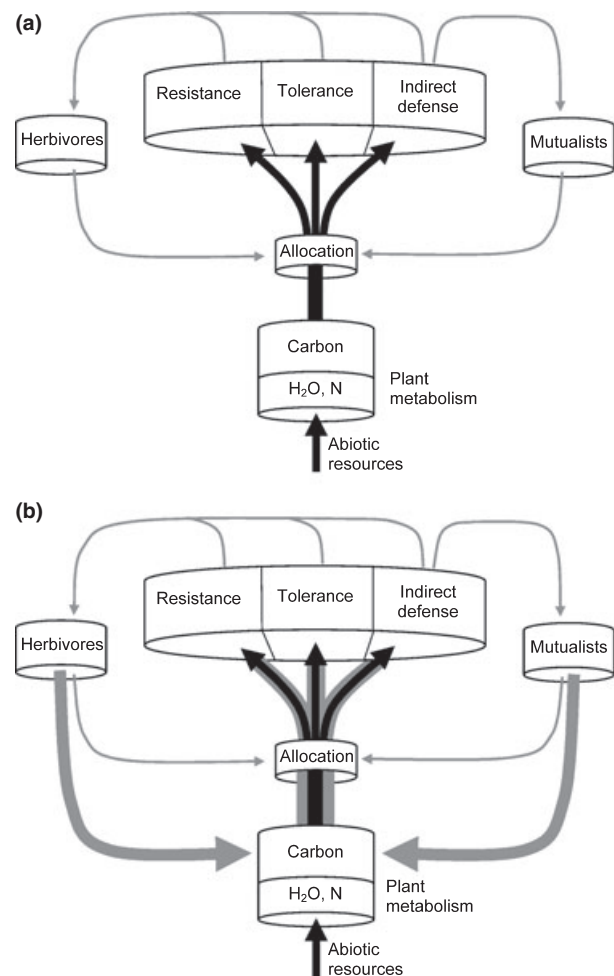 (a)
Resistance
Tolerance
Indirect
defense
Herbivores
Mutualists
Allocation
Carbon
H₂O, N
Plant
metabolism
Abiotic
resources
(b)
Resistance
Tolerance
Indirect
defense
Herbivores
Mutualists
Allocation
Carbon
H₂O, N
Plant
metabolism
Abiotic
resources